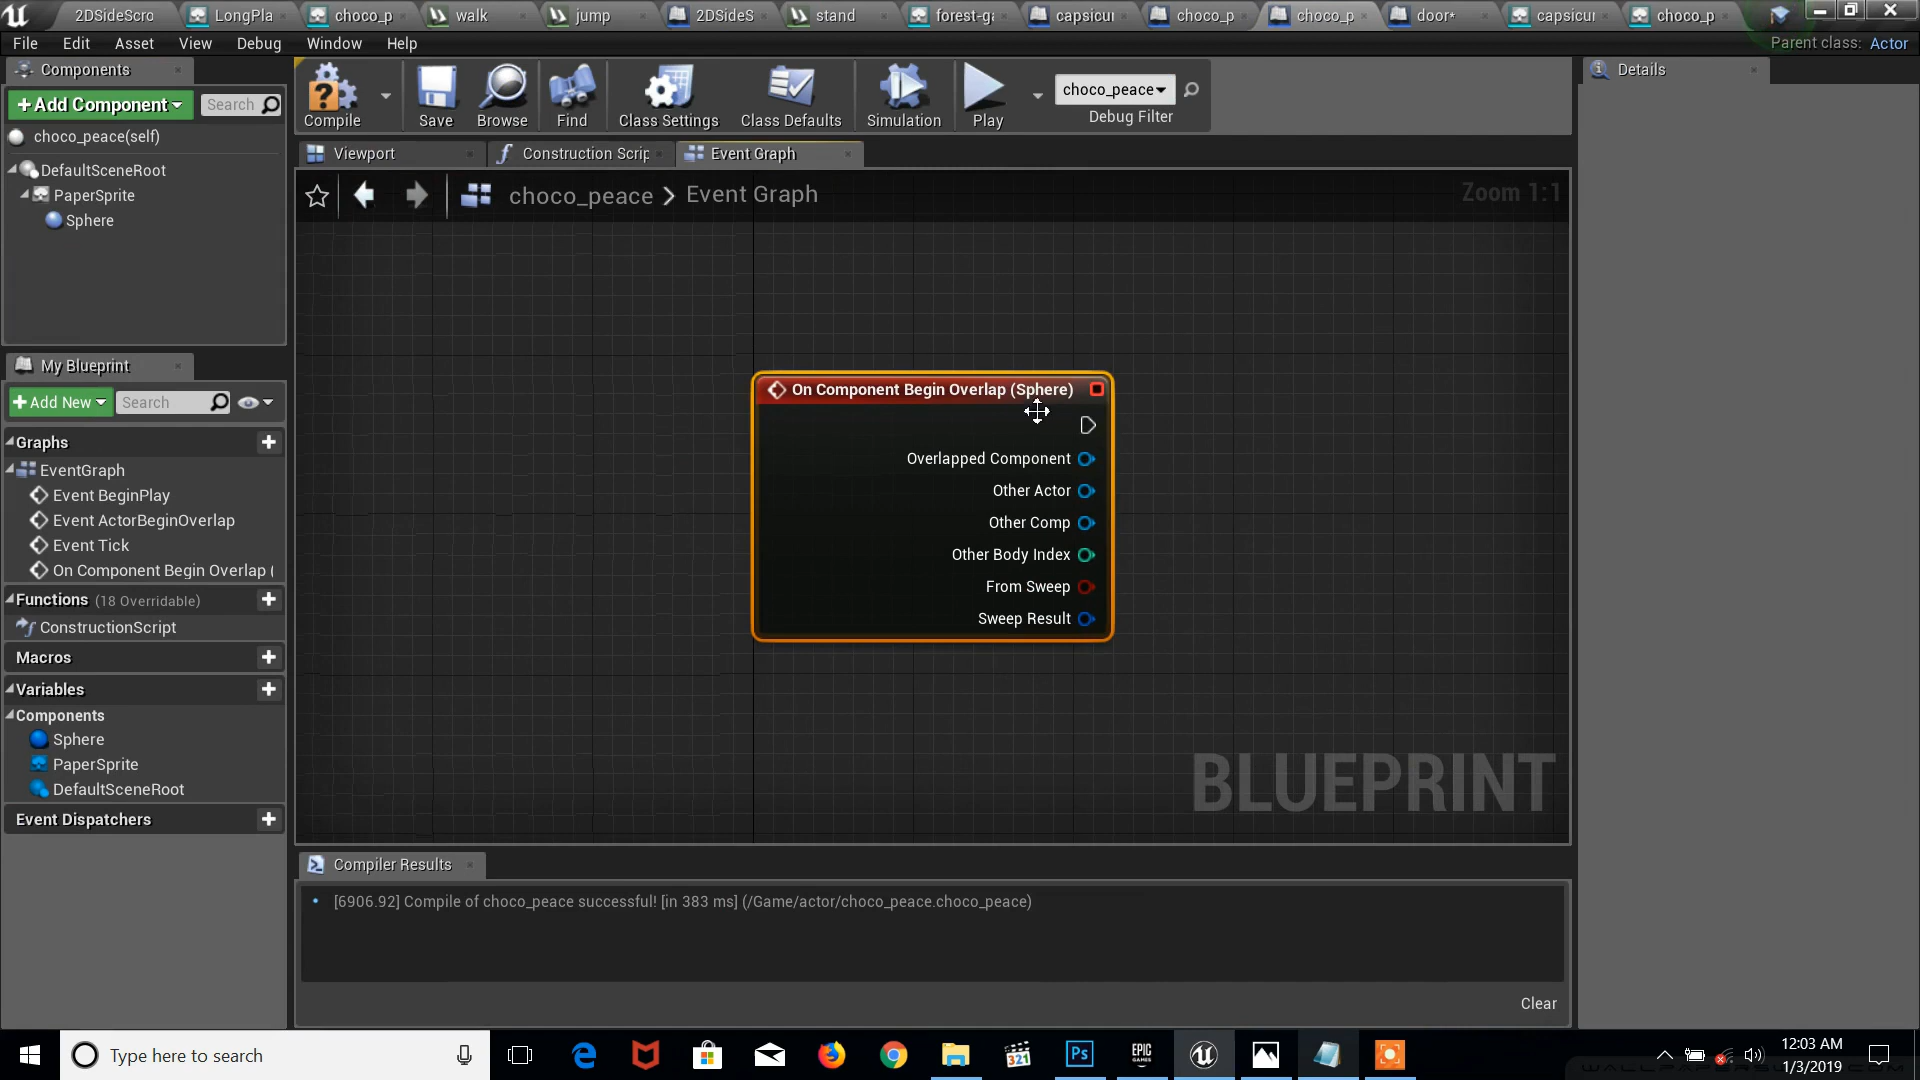 2DSideScro
LongPla
choco_p
walk
jump
2DSideS
stand
forest-ga
capsicu
choco_p
choco_p
door*
capsicu
choco_p
File
Edit
Asset
View
Debug
Window
Help
Parent class: Actor
Components
+Add Component
Search
choco_peace(self)
DefaultSceneRoot
PaperSprite
Sphere
Compile
Save
Browse
Find
Class Settings
Class Defaults
Simulation
Play
choco_peace
Debug Filter
Details
Viewport
Construction Scrip
Event Graph
choco_peace > Event Graph
Zoom 1:1
My Blueprint
+Add New
Search
Graphs
EventGraph
Event BeginPlay
Event ActorBeginOverlap
Event Tick
On Component Begin Overlap (
Functions (18 Overridable)
ConstructionScript
Macros
Variables
Components
Sphere
PaperSprite
DefaultSceneRoot
Event Dispatchers
On Component Begin Overlap (Sphere)
Overlapped Component
Other Actor
Other Comp
Other Body Index
From Sweep
Sweep Result
BLUEPRINT
Compiler Results
[6906.92] Compile of choco_peace successful! [in 383 ms] (/Game/actor/choco_peace.choco_peace)
Clear
Type here to search
321
Ps
EPIC
GAMES
12:03 AM
1/3/2019